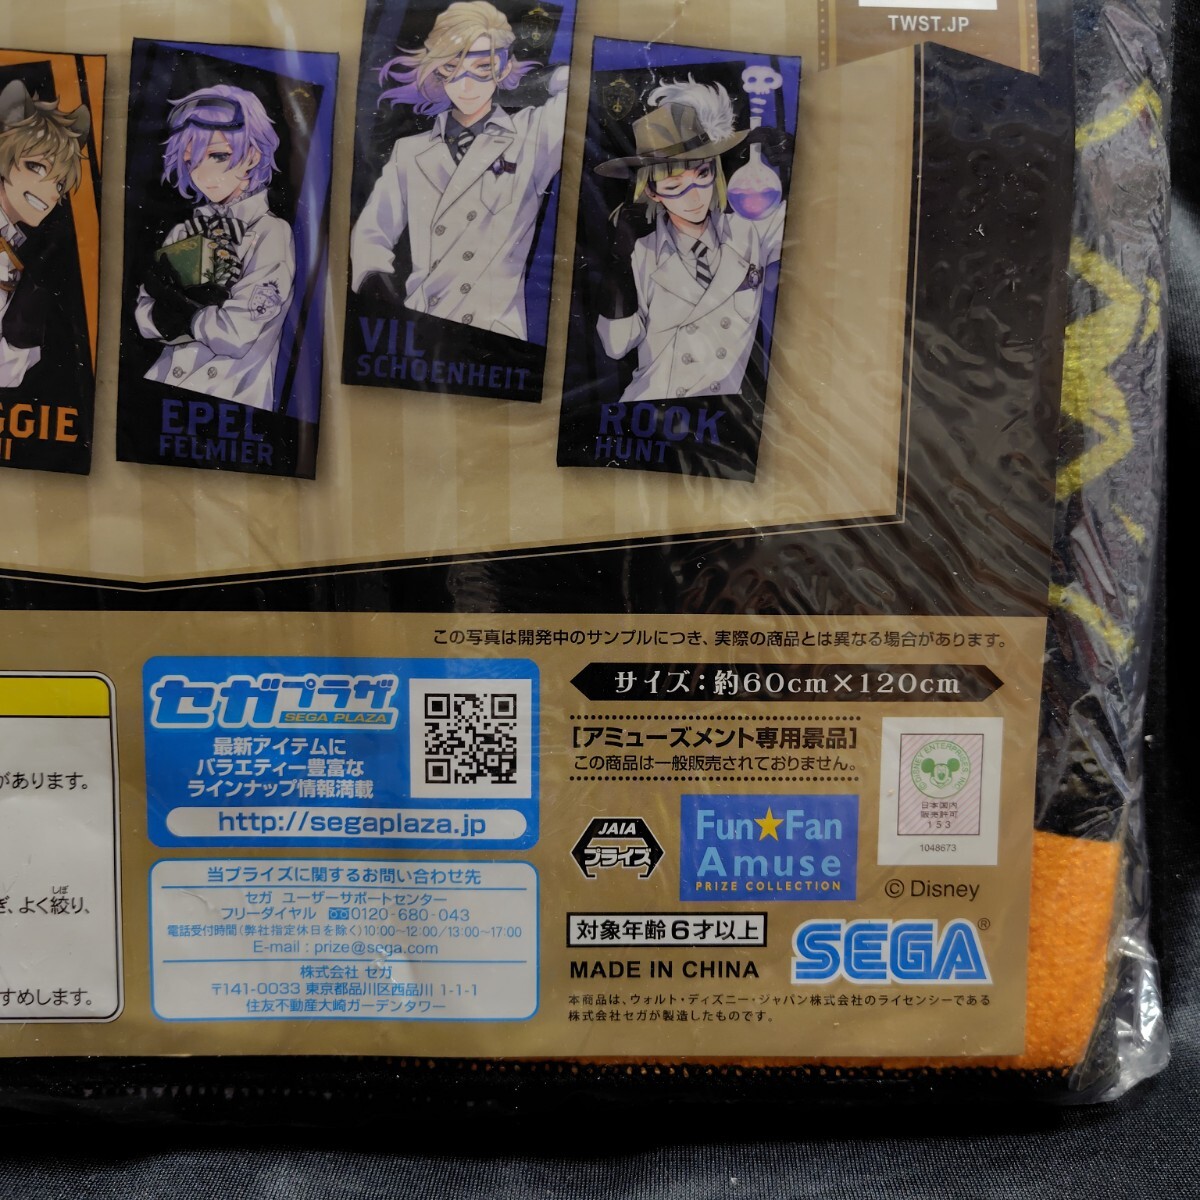 TWST.JP
GGIE
HI
EPEL
FELMIER
VIL
SCHOENHEIT
ROOK
HUNT
この写真は開発中のサンプルにつき、実際の商品とは異なる場合があります。
があります。
ぎ、よく絞り、
しぼ
すめします。
セガプラザ
SEGA PLAZA
最新アイテムに
バラエティー豊富な
ラインナップ情報満載
http://segaplaza.jp
当プライズに関するお問い合わせ先
セガ ユーザーサポートセンター
フリーダイヤル 0120-680-043
電話受付時間(弊社指定休日を除く)10:00~12:00/13:00~17:00
E-mail : prize@sega.com
株式会社 セガ
〒141-0033 東京都品川区西品川 1-1-1
住友不動産大崎ガーデンタワー
サイズ：約60cm×120cm
[アミューズメント専用景品]
この商品は一般販売されておりません。
JAIA
プライズ
Fun★Fan
Amuse
PRIZE COLLECTION
DISNEY ENTERPRISES, INC.
日本国内
販売許可
153
1048673
© Disney
対象年齢6才以上
MADE IN CHINA
SEGA®
本商品は、ウォルト・ディズニー・ジャパン株式会社のライセンシーである
株式会社セガが製造したものです。